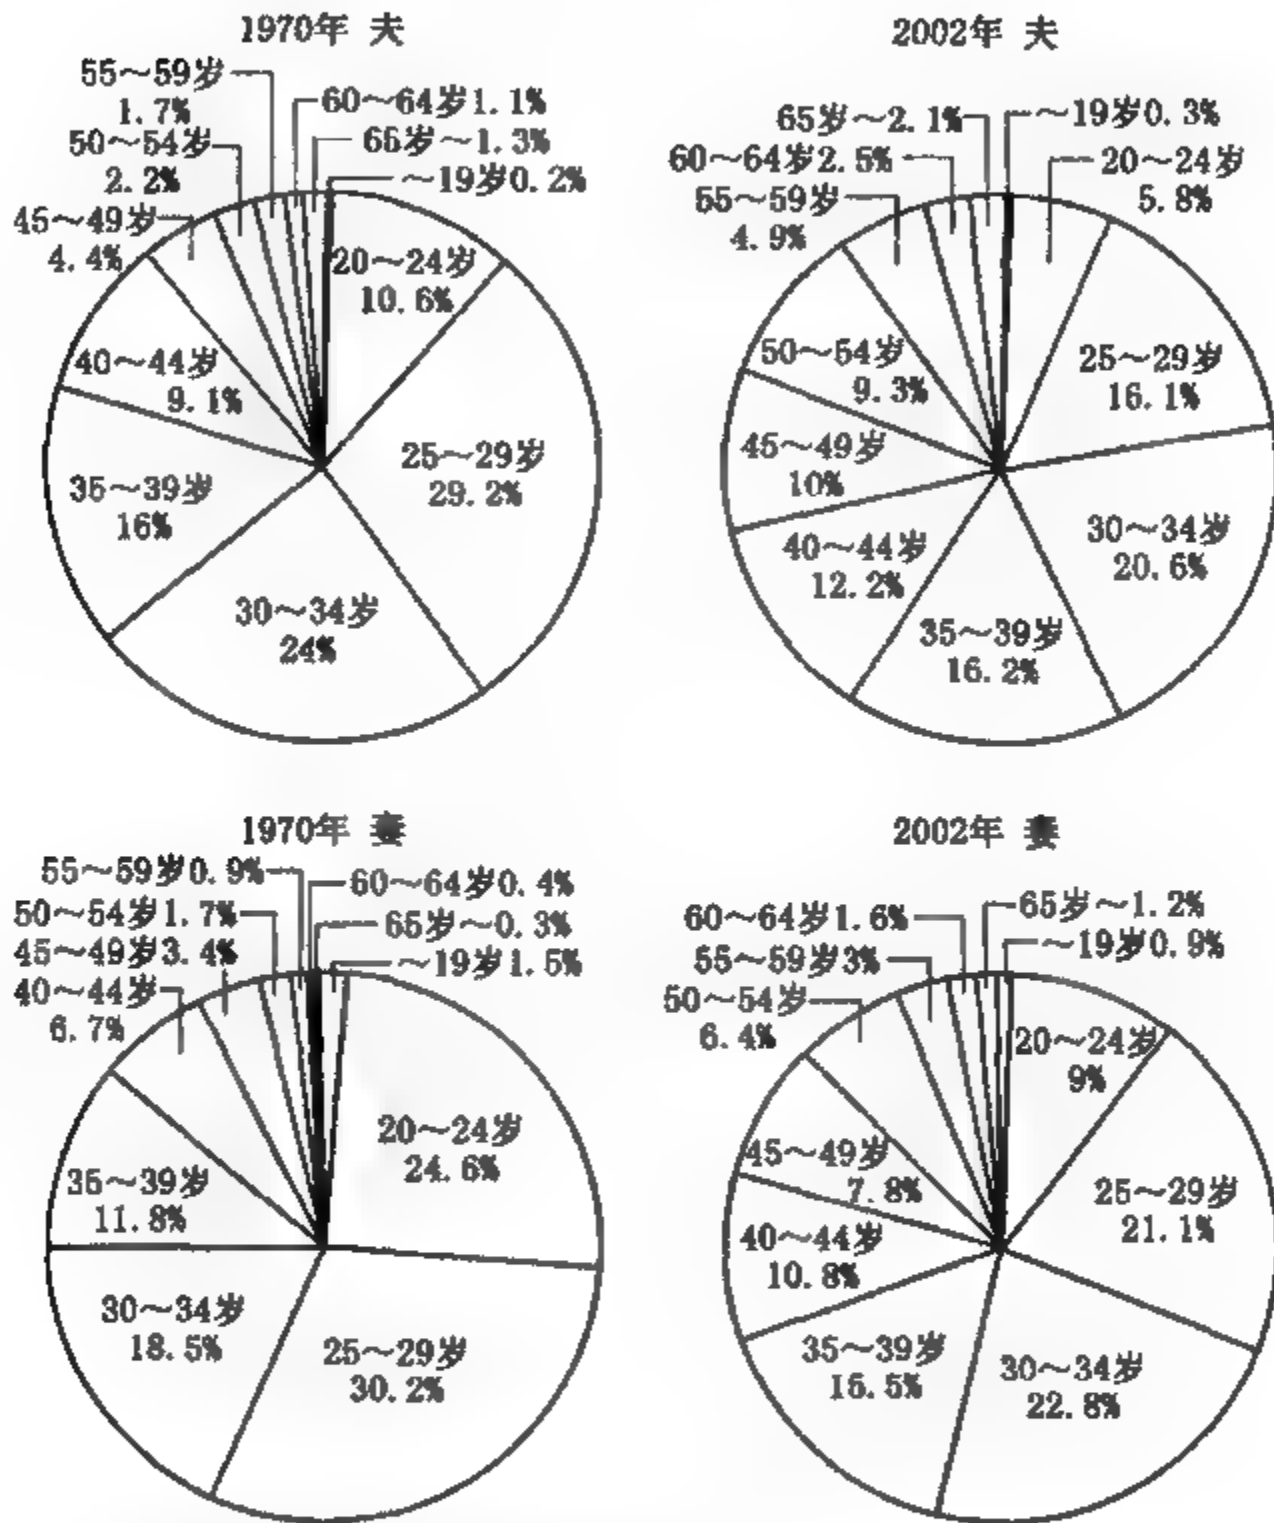 1970年 夫
55～59岁
1.7%
60～64岁1.1%
50～54岁
2.2%
65岁～1.3%
～19岁0.2%
45～49岁
4.4%
20～24岁
10.6%
40～44岁
9.1%
25～29岁
29.2%
35～39岁
16%
30～34岁
24%
2002年 夫
65岁～2.1%
～19岁0.3%
60～64岁2.5%
20～24岁
5.8%
55～59岁
4.9%
50～54岁
9.3%
25～29岁
16.1%
45～49岁
10%
30～34岁
20.6%
40～44岁
12.2%
35～39岁
16.2%
1970年 妻
55～59岁0.9%
60～64岁0.4%
50～54岁1.7%
65岁～0.3%
45～49岁3.4%
～19岁1.5%
40～44岁
6.7%
20～24岁
24.6%
35～39岁
11.8%
30～34岁
18.5%
25～29岁
30.2%
2002年 妻
65岁～1.2%
60～64岁1.6%
～19岁0.9%
55～59岁3%
50～54岁
6.4%
20～24岁
9%
45～49岁
7.8%
25～29岁
21.1%
40～44岁
10.8%
35～39岁
15.5%
30～34岁
22.8%